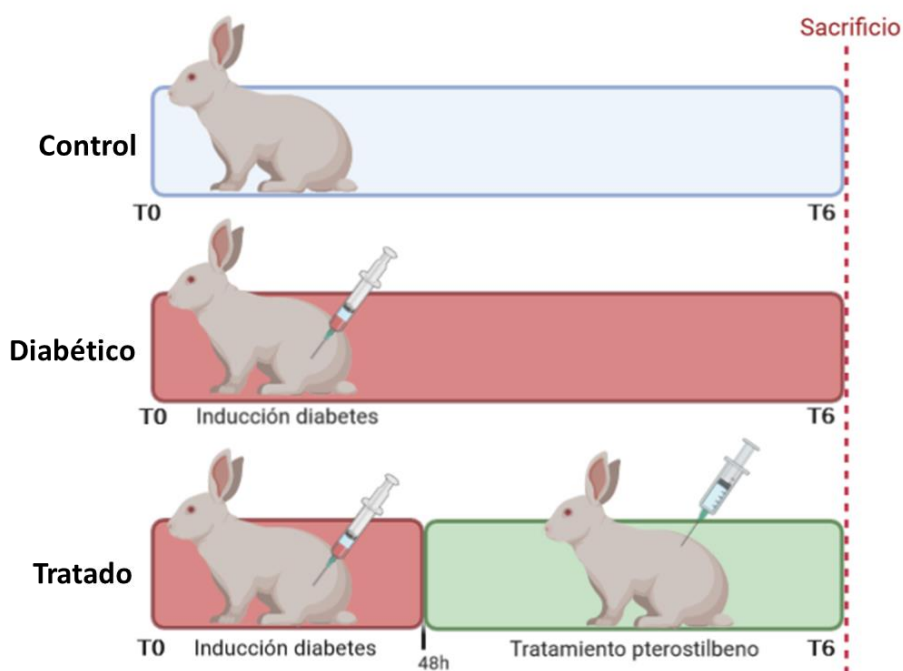 Sacrificio
Control
T0 T6
Diabético
T0 Inducción diabetes T6
Tratado
T0 Inducción diabetes 48h Tratamiento pterostilbeno T6